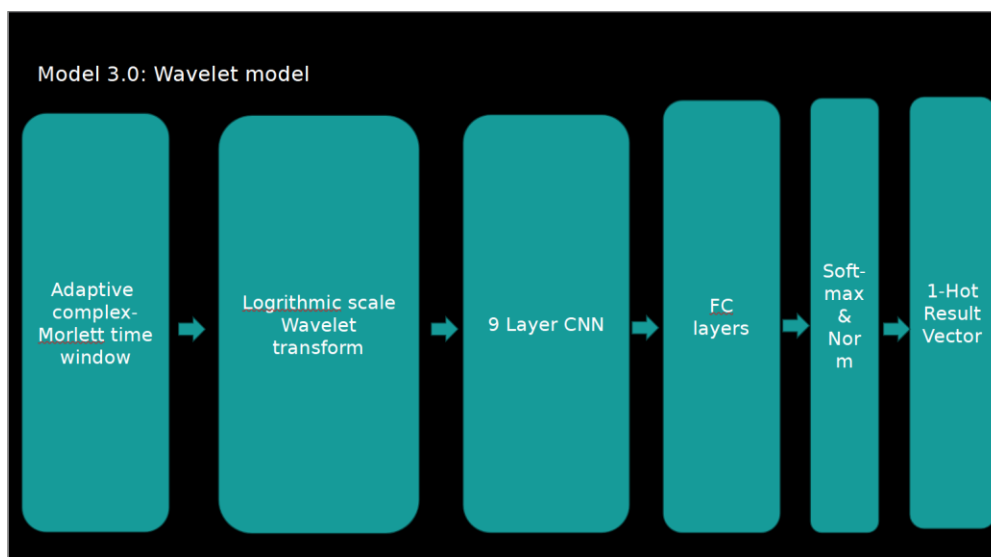 Model 3.0: Wavelet model
Adaptive
complex-
Morlett time
window
Logrithmic scale
Wavelet
transform
9 Layer CNN
FC
layers
Soft-
max
&
Nor
m
1-Hot
Result
Vector